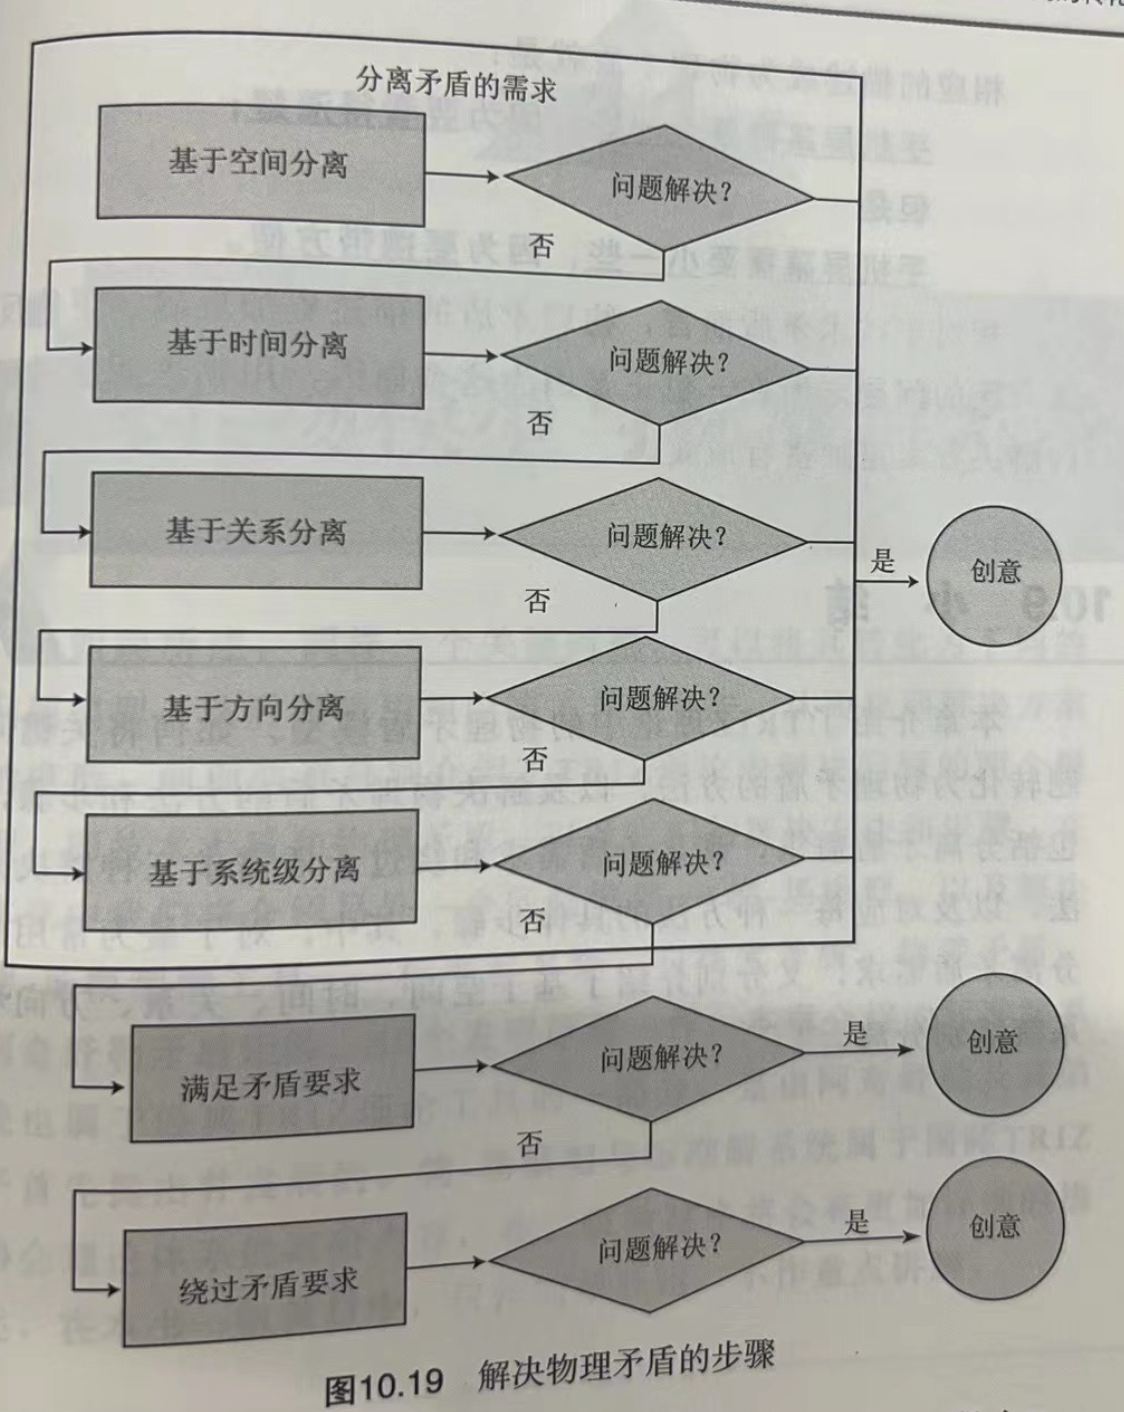 分离矛盾的需求
基于空间分离
问题解决？
否
基于时间分离
问题解决？
否
基于关系分离
问题解决？
否
是
创意
基于方向分离
问题解决？
否
基于系统级分离
问题解决？
否
满足矛盾要求
问题解决？
是
创意
否
绕过矛盾要求
问题解决？
是
创意
图10.19 解决物理矛盾的步骤